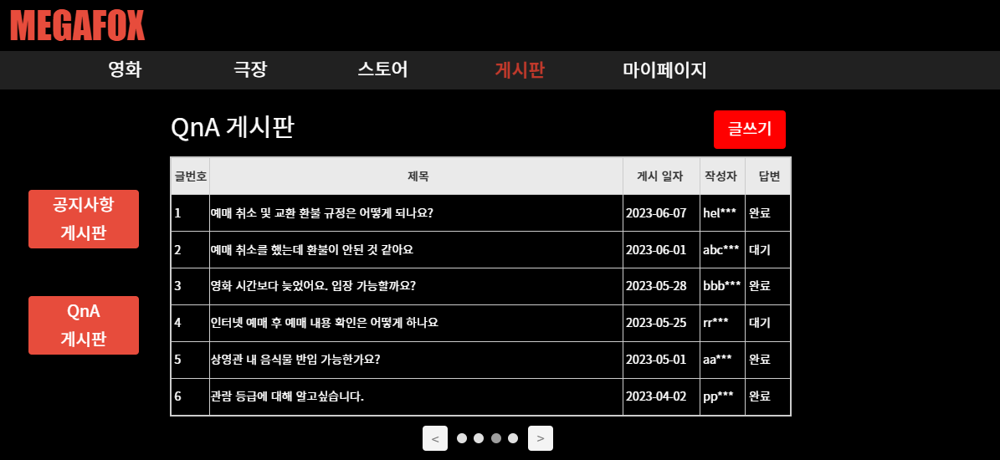 MEGAFOX
영화 극장 스토어 게시판 마이페이지
QnA 게시판 글쓰기
공지사항
게시판
QnA
게시판
글번호 제목 게시 일자 작성자 답변
1 예매 취소 및 교환 환불 규정은 어떻게 되나요? 2023-06-07 hel*** 완료
2 예매 취소를 했는데 환불이 안된 것 같아요 2023-06-01 abc*** 대기
3 영화 시간보다 늦었어요. 입장 가능할까요? 2023-05-28 bbb*** 완료
4 인터넷 예매 후 예매 내용 확인은 어떻게 하나요 2023-05-25 rr*** 대기
5 상영관 내 음식물 반입 가능한가요? 2023-05-01 aa*** 완료
6 관람 등급에 대해 알고싶습니다. 2023-04-02 pp*** 완료
< >